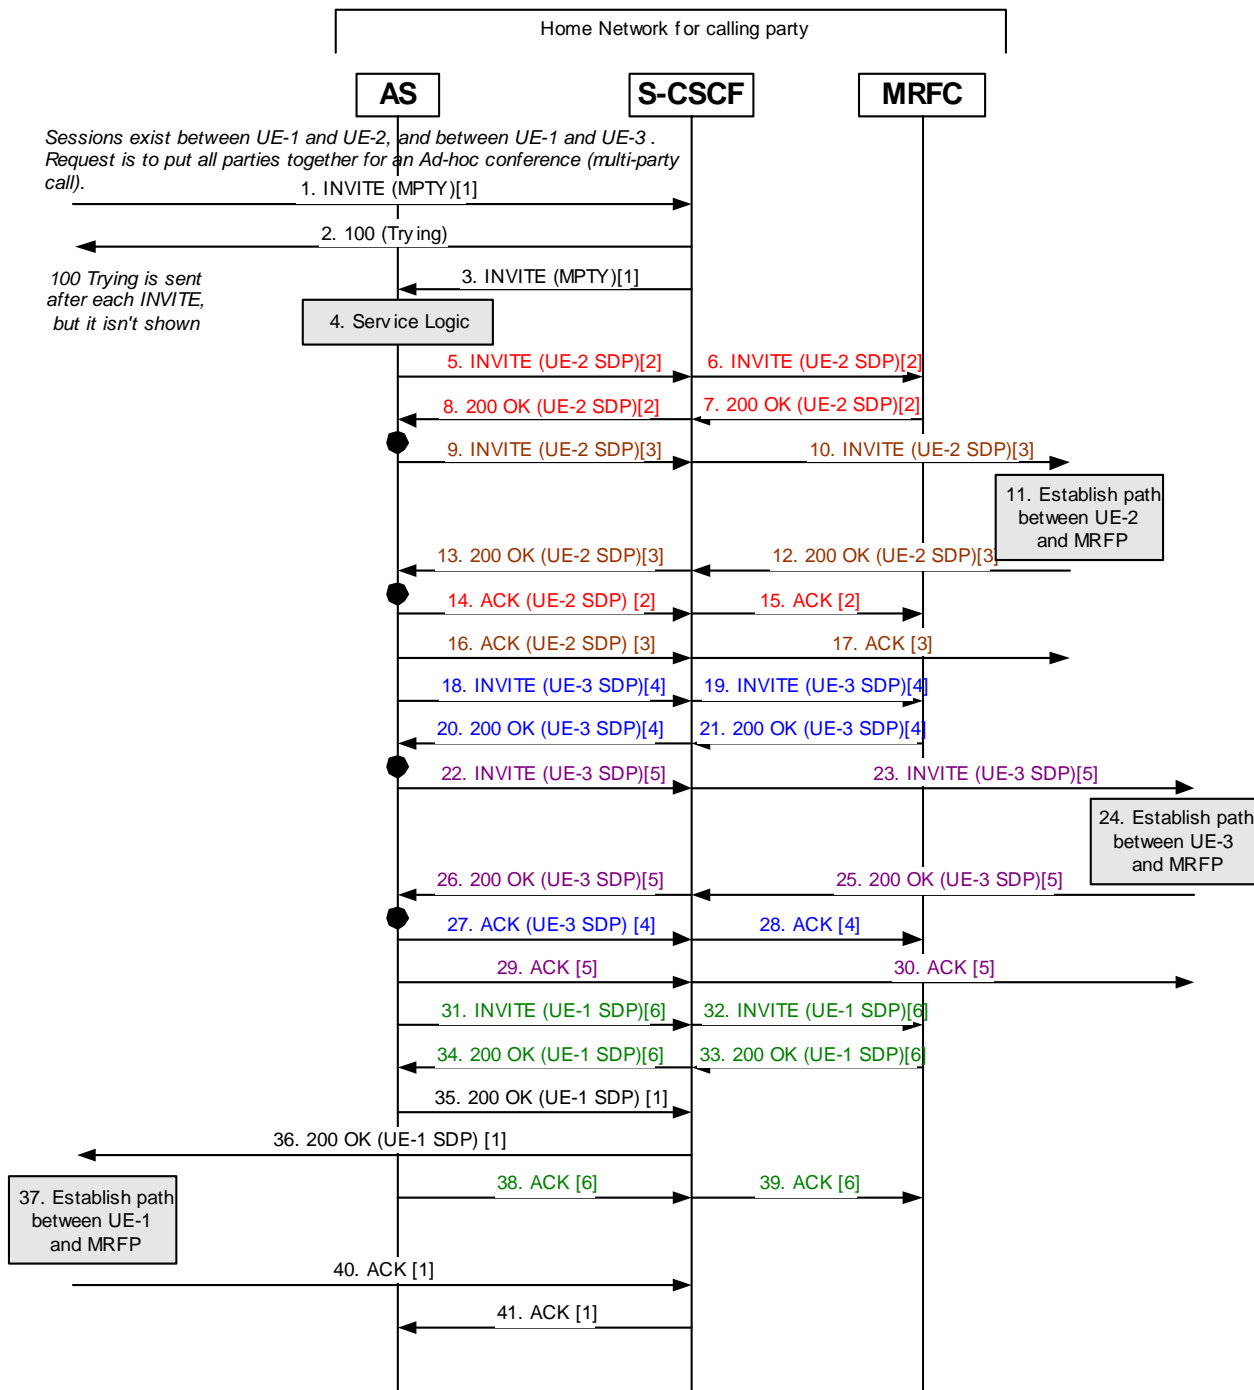 Home Network for calling party
AS
S-CSCF
MRFC
Sessions exist between UE-1 and UE-2, and between UE-1 and UE-3 .
Request is to put all parties together for an Ad-hoc conference (multi-party
call).
1. INVITE (MPTY)[1]
2. 100 (Trying)
3. INVITE (MPTY)[1]
100 Trying is sent
after each INVITE,
but it isn't shown
4. Service Logic
5. INVITE (UE-2 SDP)[2]
6. INVITE (UE-2 SDP)[2]
8. 200 OK (UE-2 SDP)[2]
7. 200 OK (UE-2 SDP)[2]
9. INVITE (UE-2 SDP)[3]
10. INVITE (UE-2 SDP)[3]
11. Establish path
between UE-2
and MRFP
13. 200 OK (UE-2 SDP)[3]
12. 200 OK (UE-2 SDP)[3]
14. ACK (UE-2 SDP) [2]
15. ACK [2]
16. ACK (UE-2 SDP) [3]
17. ACK [3]
18. INVITE (UE-3 SDP)[4]
19. INVITE (UE-3 SDP)[4]
20. 200 OK (UE-3 SDP)[4]
21. 200 OK (UE-3 SDP)[4]
22. INVITE (UE-3 SDP)[5]
23. INVITE (UE-3 SDP)[5]
24. Establish path
between UE-3
and MRFP
26. 200 OK (UE-3 SDP)[5]
25. 200 OK (UE-3 SDP)[5]
27. ACK (UE-3 SDP) [4]
28. ACK [4]
29. ACK [5]
30. ACK [5]
31. INVITE (UE-1 SDP)[6]
32. INVITE (UE-1 SDP)[6]
34. 200 OK (UE-1 SDP)[6]
33. 200 OK (UE-1 SDP)[6]
35. 200 OK (UE-1 SDP) [1]
36. 200 OK (UE-1 SDP) [1]
37. Establish path
between UE-1
and MRFP
38. ACK [6]
39. ACK [6]
40. ACK [1]
41. ACK [1]